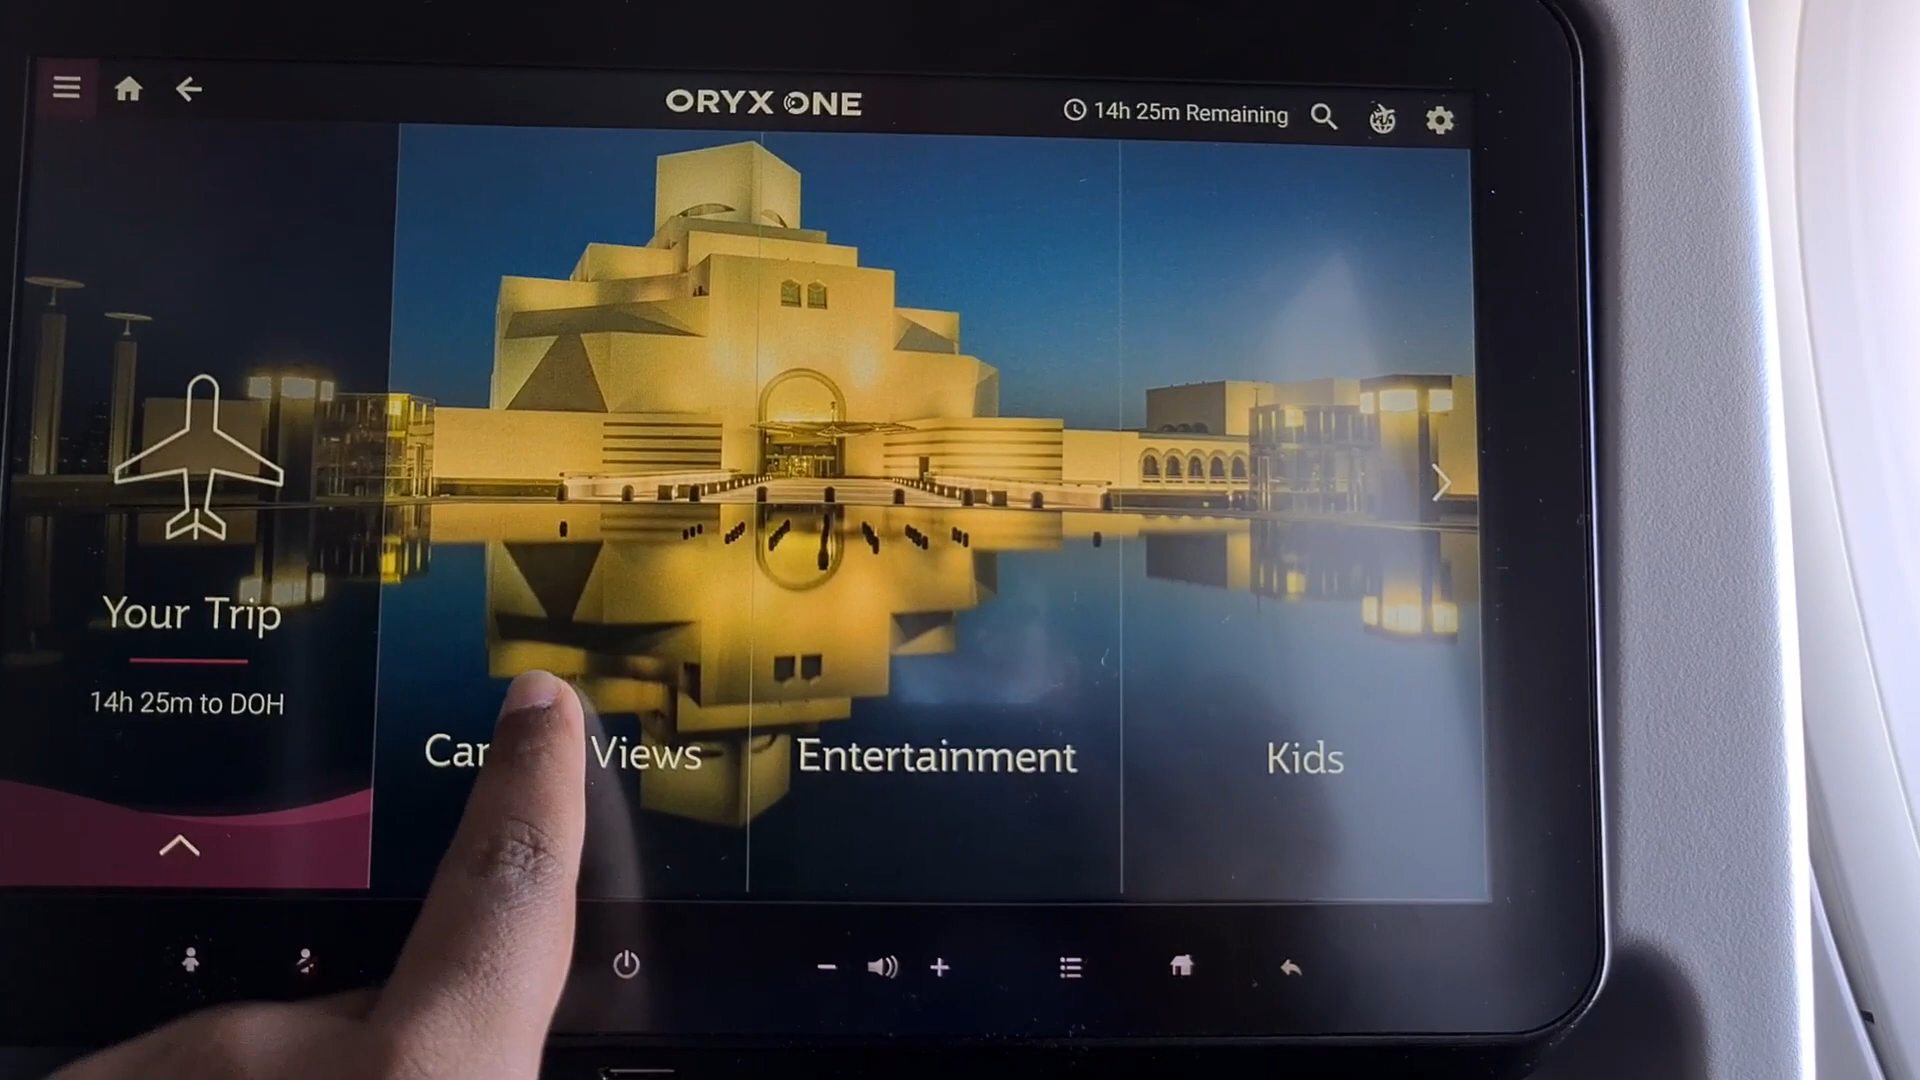 ORYX ONE
14h 25m Remaining
Your Trip
14h 25m to DOH
Views
Entertainment
Kids